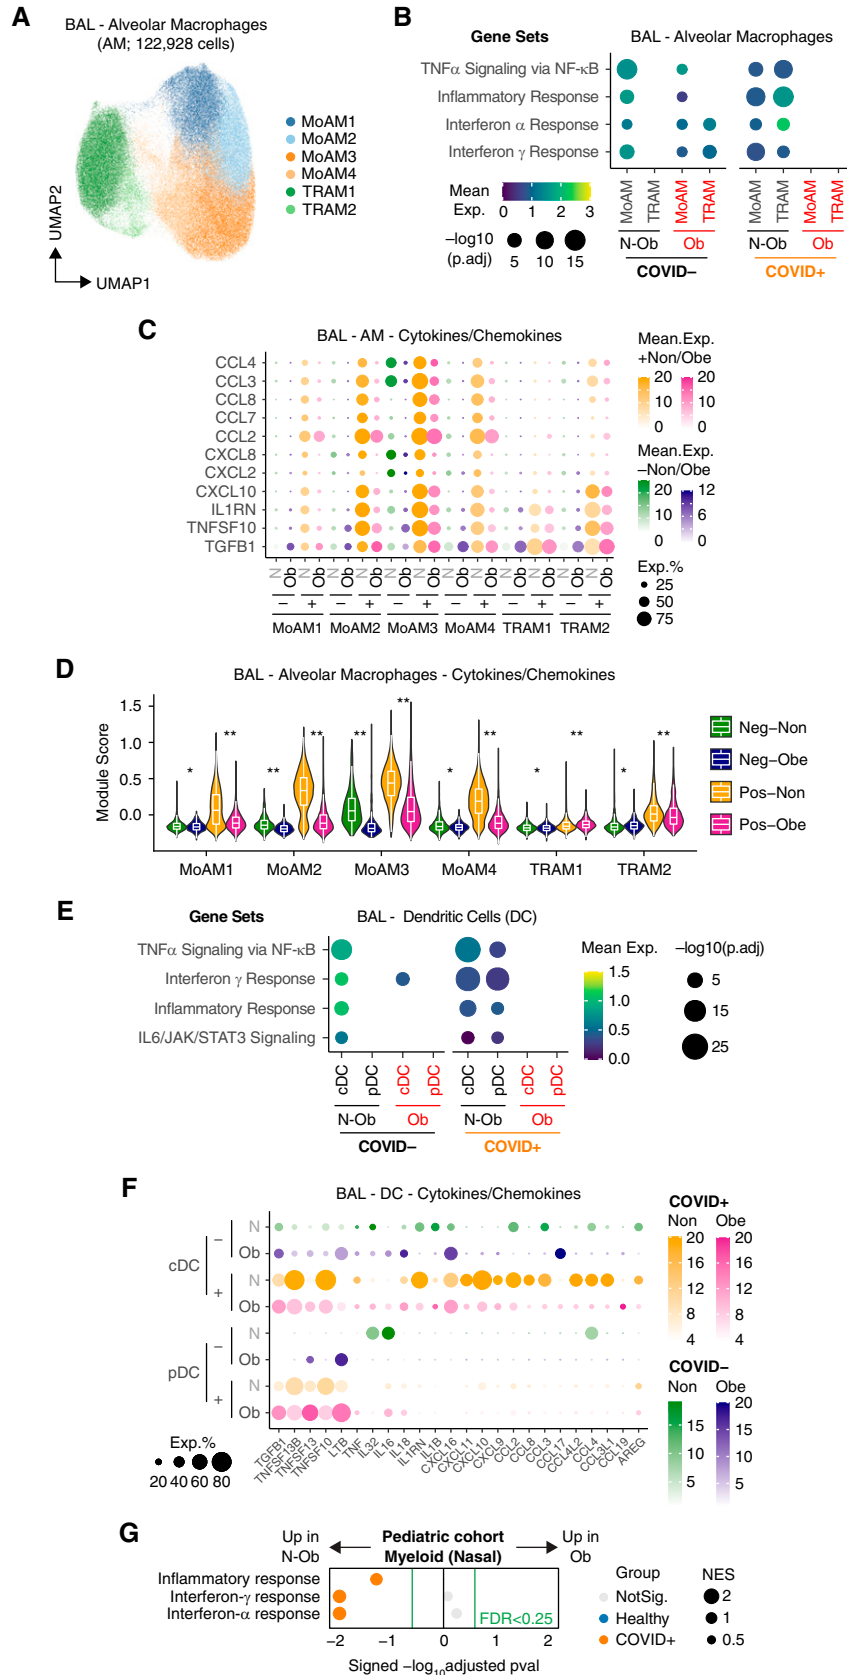 A
BAL - Alveolar Macrophages
(AM; 122,928 cells)
MoAM1
MoAM2
MoAM3
MoAM4
TRAM1
TRAM2
UMAP2
UMAP1
B
Gene Sets
BAL - Alveolar Macrophages
TNFα Signaling via NF-κB
Inflammatory Response
Interferon α Response
Interferon γ Response
Mean Exp.
0 1 2 3
–log10 (p.adj)
5 10 15
MoAM TRAM MoAM TRAM MoAM TRAM MoAM TRAM
N-Ob Ob N-Ob Ob
COVID– COVID+
C
BAL - AM - Cytokines/Chemokines
CCL4
CCL3
CCL8
CCL7
CCL2
CXCL8
CXCL2
CXCL10
IL1RN
TNFSF10
TGFB1
N Ob N Ob N Ob N Ob N Ob N Ob N Ob N Ob N Ob N Ob N Ob N Ob
– + – + – + – + – + – +
MoAM1 MoAM2 MoAM3 MoAM4 TRAM1 TRAM2
Mean.Exp.
+Non/Obe
20 20
10 10
0 0
Mean.Exp.
–Non/Obe
20 12
10 6
0 0
Exp.%
25
50
75
D
BAL - Alveolar Macrophages - Cytokines/Chemokines
Module Score
1.5
1.0
0.5
0.0
* ** ** ** ** ** * ** * ** * **
MoAM1 MoAM2 MoAM3 MoAM4 TRAM1 TRAM2
Neg–Non
Neg–Obe
Pos–Non
Pos–Obe
E
Gene Sets
BAL - Dendritic Cells (DC)
TNFα Signaling via NF-κB
Interferon γ Response
Inflammatory Response
IL6/JAK/STAT3 Signaling
cDC pDC cDC pDC cDC pDC cDC pDC
N-Ob Ob N-Ob Ob
COVID– COVID+
Mean Exp.
1.5
1.0
0.5
0.0
–log10(p.adj)
5
15
25
F
BAL - DC - Cytokines/Chemokines
cDC
– N
Ob
+ N
Ob
pDC
– N
Ob
+ N
Ob
TGFB1 TNFSF13B TNFSF13 TNFSF10 LTB TNF IL32 IL16 IL18 IL1RN IL1B CXCL16 CXCL11 CXCL10 CXCL9 CCL2 CCL8 CCL3 CCL17 CCL4L2 CCL4 CCL3L1 CCL19 AREG
Exp.%
20 40 60 80
COVID+
Non Obe
20 20
16 16
12 12
8 8
4 4
COVID–
Non Obe
20
15 15
10 10
5 5
G
Up in N-Ob
Pediatric cohort
Myeloid (Nasal)
Up in Ob
Inflammatory response
Interferon-γ response
Interferon-α response
FDR<0.25
–2 –1 0 1 2
Signed –log10adjusted pval
Group
NotSig.
Healthy
COVID+
NES
2
1
0.5